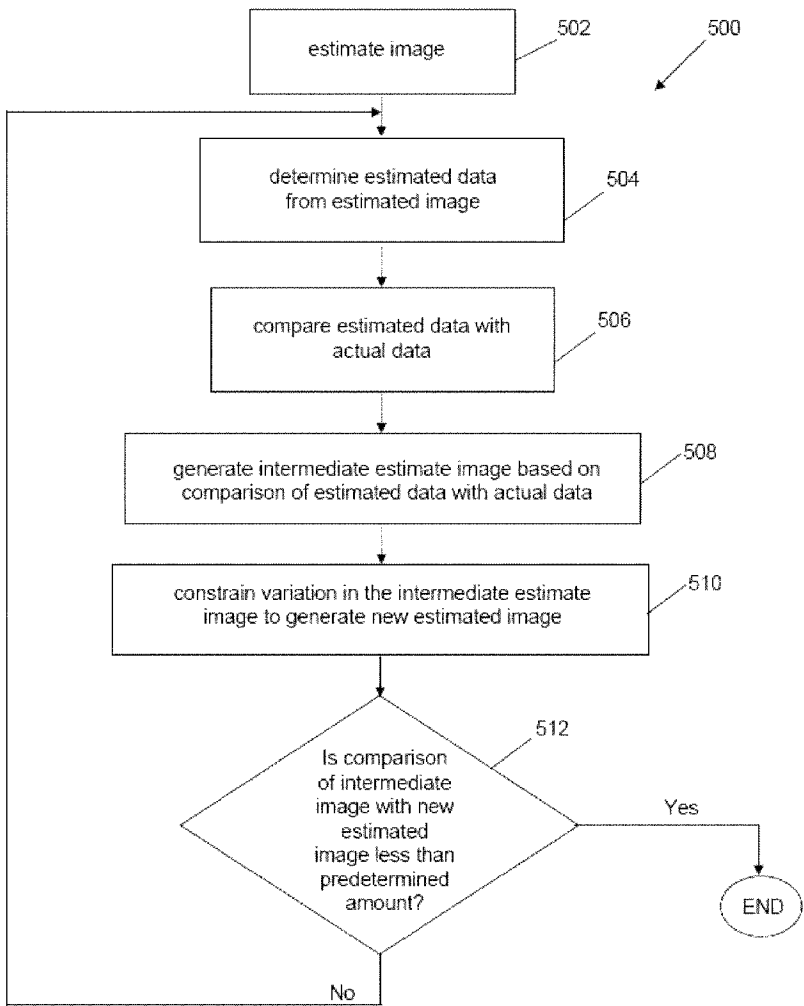 estimate image
502
500
determine estimated data
from estimated image
504
compare estimated data with
actual data
506
generate intermediate estimate image based on
comparison of estimated data with actual data
508
constrain variation in the intermediate estimate
image to generate new estimated image
510
512
Is comparison
of intermediate
image with new
estimated
image less than
predetermined
amount?
Yes
END
No